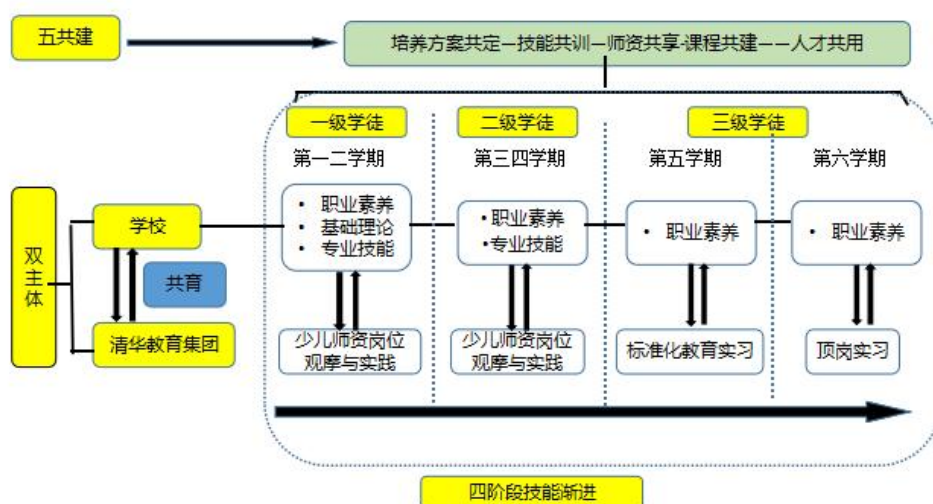 五共建
培养方案共定—技能共训—师资共享·课程共建——人才共用
一级学徒
二级学徒
三级学徒
第一二学期
第三四学期
第五学期
第六学期
双主体
学校
共育
清华教育集团
• 职业素养
• 基础理论
• 专业技能
•职业素养
•专业技能
• 职业素养
• 职业素养
少儿师资岗位
观摩与实践
少儿师资岗位
观摩与实践
标准化教育实习
顶岗实习
四阶段技能渐进